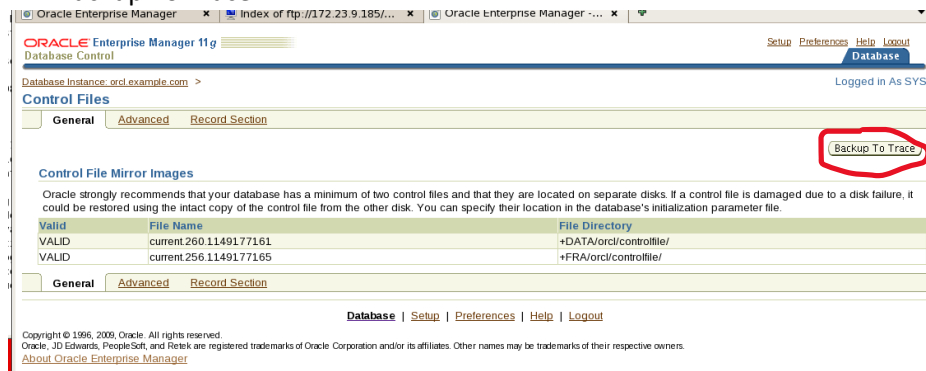 Oracle Enterprise Manager × Index of ftp://172.23.9.185/... × Oracle Enterprise Manager -... ×
ORACLE Enterprise Manager 11g
Setup Preferences Help Logout
Database Control
Database
Database Instance: orcl.example.com >
Logged in As SYS
Control Files
General Advanced Record Section
Backup To Trace
Control File Mirror Images
Oracle strongly recommends that your database has a minimum of two control files and that they are located on separate disks. If a control file is damaged due to a disk failure, it
could be restored using the intact copy of the control file from the other disk. You can specify their location in the database's initialization parameter file.
Valid File Name File Directory
VALID current.260.1149177161 +DATA/orcl/controlfile/
VALID current.256.1149177165 +FRA/orcl/controlfile/
General Advanced Record Section
Database | Setup | Preferences | Help | Logout
Copyright © 1996, 2009, Oracle. All rights reserved.
Oracle, JD Edwards, PeopleSoft, and Retek are registered trademarks of Oracle Corporation and/or its affiliates. Other names may be trademarks of their respective owners.
About Oracle Enterprise Manager